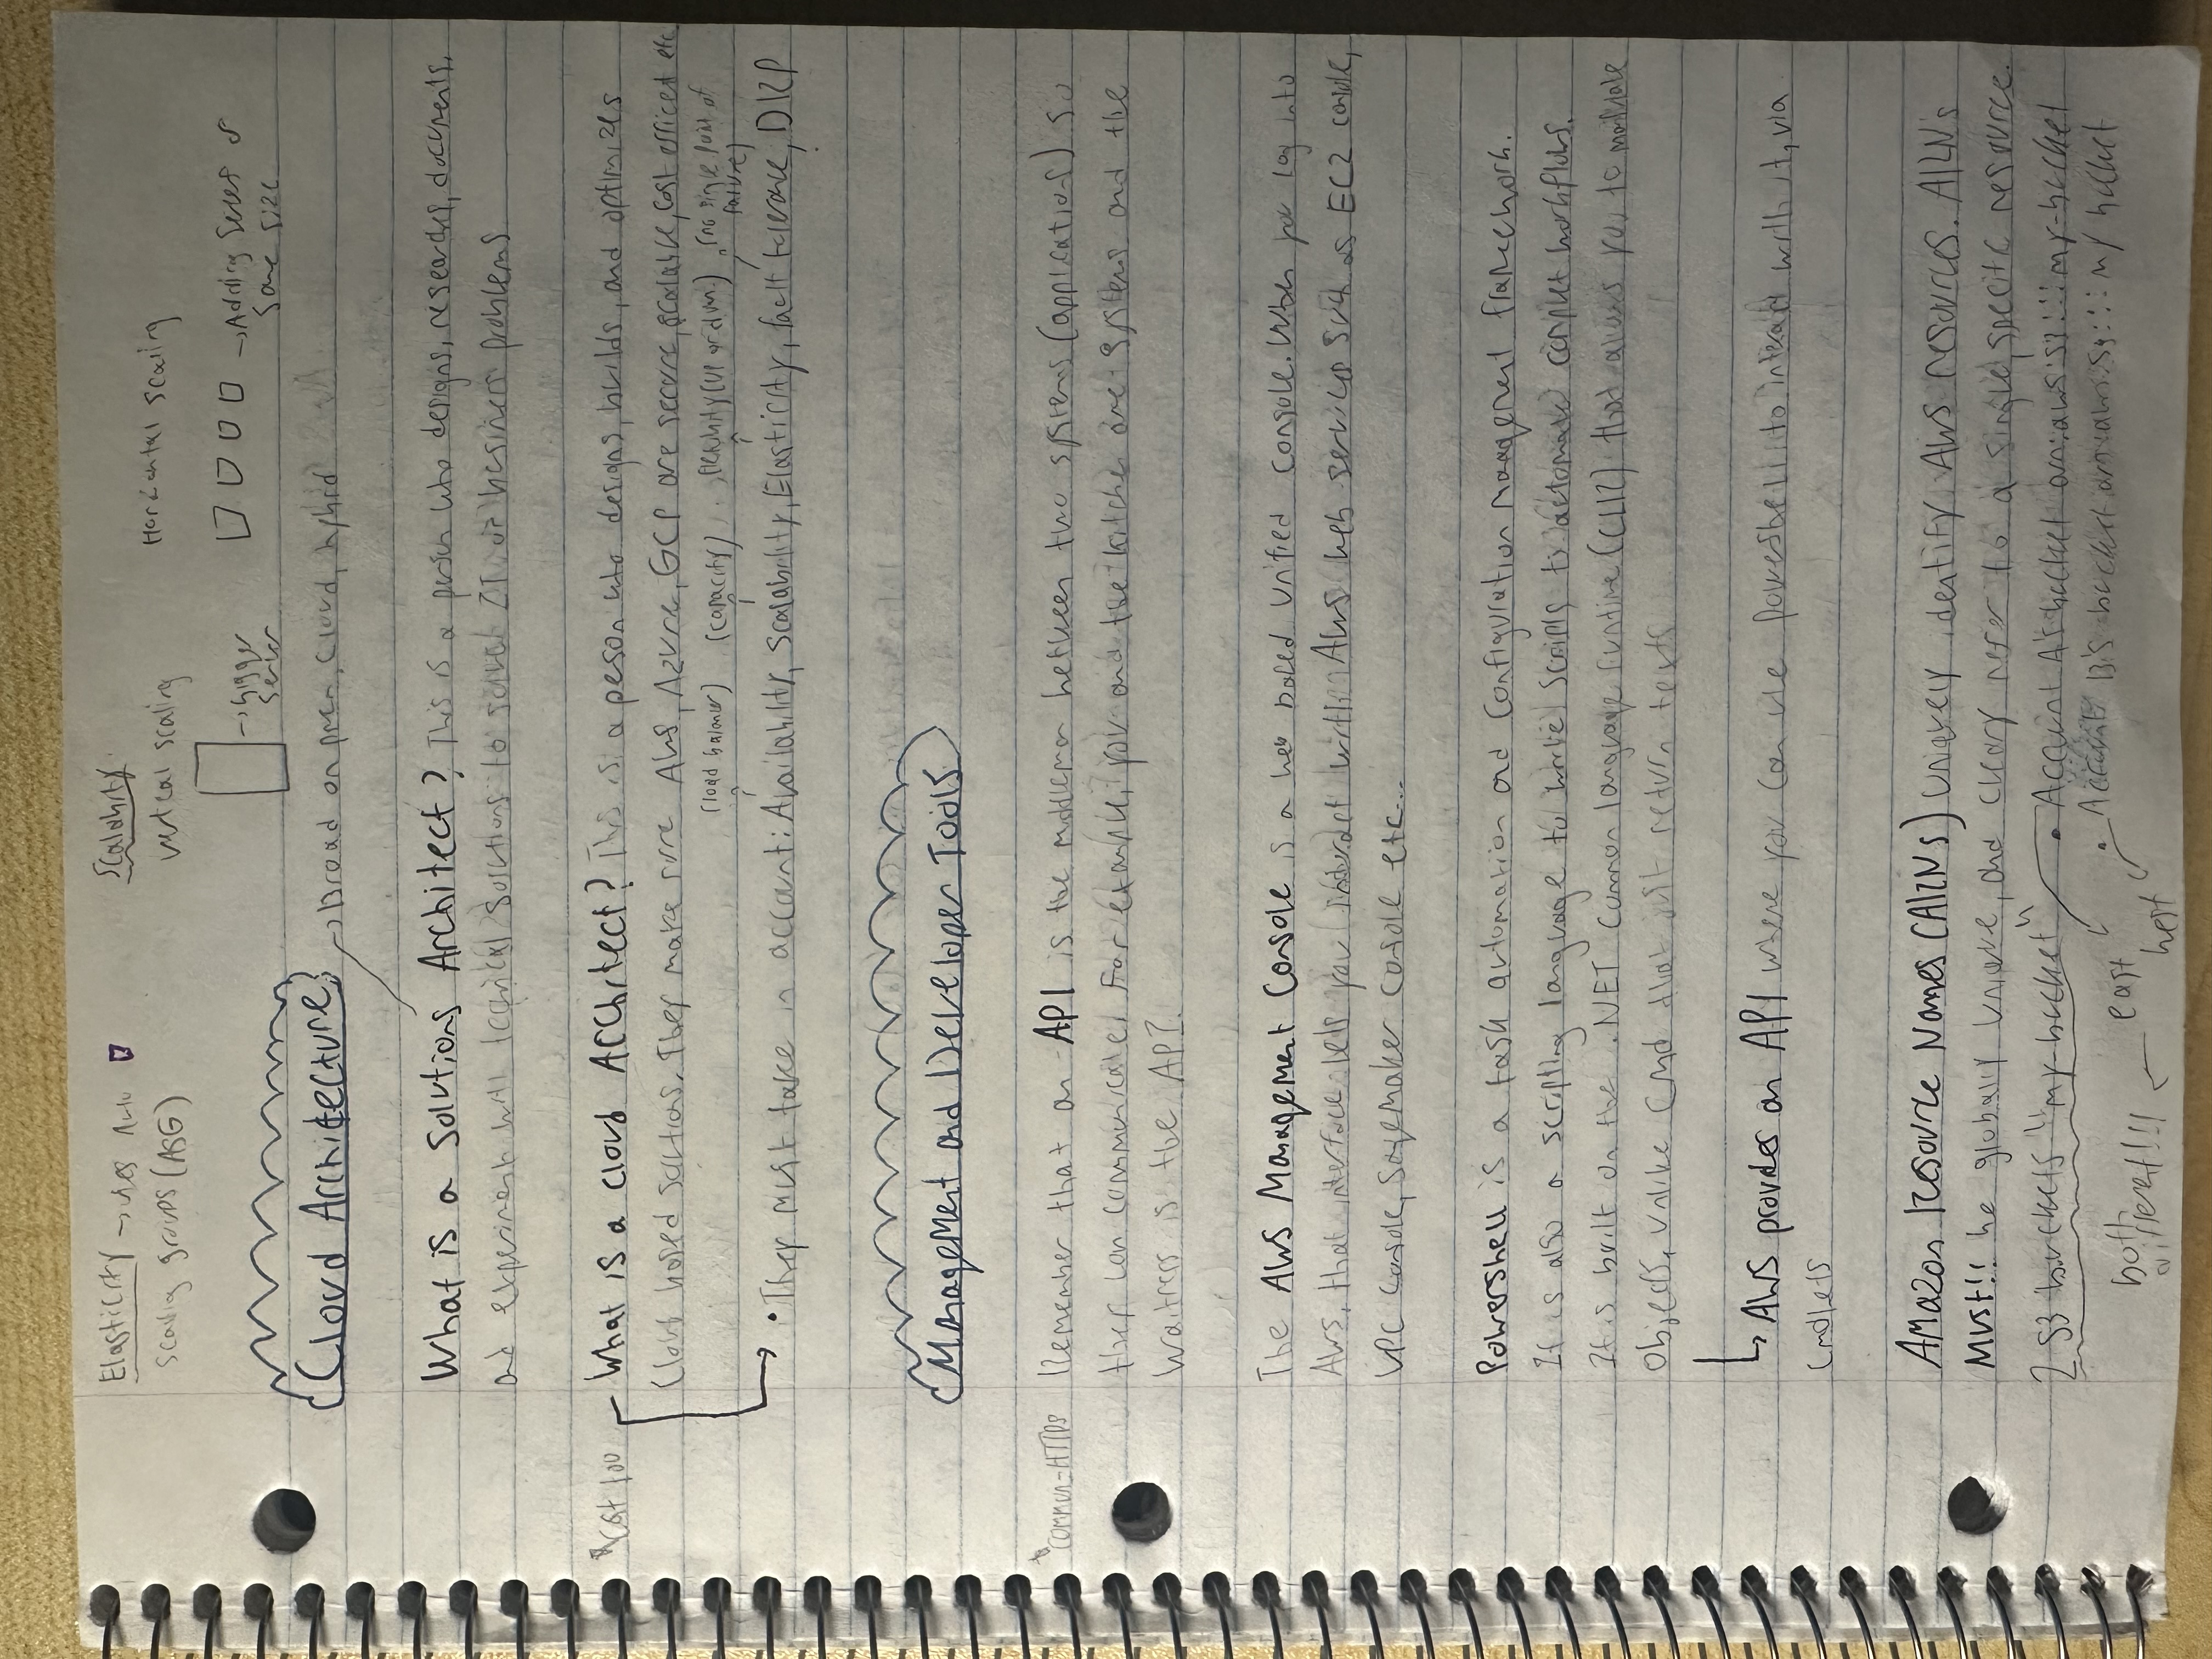 Elasticity → uses Auto
Scaling groups (ASG)
Scalability
vertical scaling
Horizontal scaling
→ bigger
server
→ Adding servers of
same size
Cloud Architecture
→ Broad on prem, cloud, hybrid
What is a Solutions Architect? This is a person who designs, researches, documents,
and experiments with technical solutions to solve IT or business problems
*Cost too
What is a cloud Architect? This is a person who designs, builds, and optimizes
cloud based solutions. They make sure AWS, Azure, GCP are secure, scalable, cost efficient etc
(load balancer) (capacity) flexibility (up or down) (no single point of
failure)
• They must take in account: Availability, Scalability, Elasticity, fault tolerance, DRP
Management and Developer Tools
*commun-HTTPS
Remember that an API is the middleman between two systems (applications) so
they can communicate. For example, you and the kitchen are systems and the
waitress is the API.
The AWS Management Console is a web based unified console. When you log into
AWS, that interface lets you interact with AWS web services such as EC2 console,
VPC console, Sagemaker console etc...
Powershell is a task automation and configuration management framework.
It is also a scripting language to write scripts to automate complex workflows.
It is built on the .NET Common language runtime (CLR) that allows you to manipulate
objects, unlike cmd that just return texts
↳ AWS provides an API where you can use Powershell to interact with it, via
cmdlets
Amazon Resource Names (ARNs) uniquely identify AWS resources. ARN's
MUST!! be globally unique, and cleary refer to a single, specific resource.
2 S3 buckets "my-bucket"
• Account A's bucket arn:aws:s3:::my-bucket
• Account B's bucket arn:aws:s3:::my bucket
east
west
both
different!!!